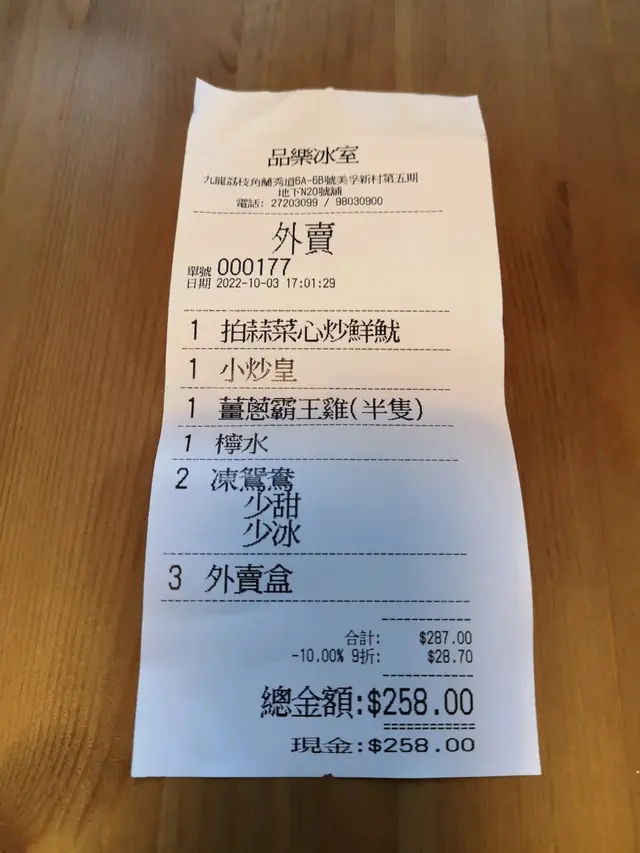 品樂冰室
九龍荔枝角蘭秀道6A-6B號美孚新村第五期
地下N20號舖
電話: 27203099 / 98030900
外賣
單號 000177
日期 2022-10-03 17:01:29
1 拍蒜菜心炒鮮魷
1 小炒皇
1 薑蔥霸王雞(半隻)
1 檸水
2 凍鴛鴦
少甜
少冰
3 外賣盒
合計: $287.00
-10.00% 9折: $28.70
總金額:$258.00
現金:$258.00